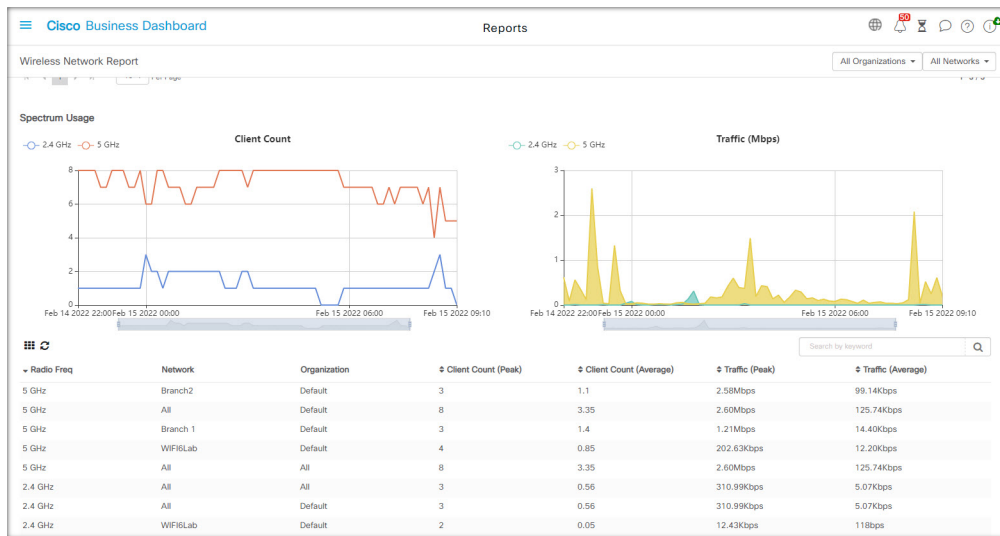 Cisco Business Dashboard
Reports
50
Wireless Network Report
All Organizations
All Networks
Per Page
Spectrum Usage
2.4 GHz 5 GHz
Client Count
8
6
4
2
0
Feb 14 2022 22:00 Feb 15 2022 00:00 Feb 15 2022 06:00 Feb 15 2022 09:10
2.4 GHz 5 GHz
Traffic (Mbps)
3
2
1
0
Feb 14 2022 22:00 Feb 15 2022 00:00 Feb 15 2022 06:00 Feb 15 2022 09:10
Search by keyword
Radio Freq Network Organization Client Count (Peak) Client Count (Average) Traffic (Peak) Traffic (Average)
5 GHz Branch2 Default 3 1.1 2.58Mbps 99.14Kbps
5 GHz All Default 8 3.35 2.60Mbps 125.74Kbps
5 GHz Branch 1 Default 3 1.4 1.21Mbps 14.40Kbps
5 GHz WIFI6Lab Default 4 0.85 202.63Kbps 12.20Kbps
5 GHz All All 8 3.35 2.60Mbps 125.74Kbps
2.4 GHz All All 3 0.56 310.99Kbps 5.07Kbps
2.4 GHz All Default 3 0.56 310.99Kbps 5.07Kbps
2.4 GHz WIFI6Lab Default 2 0.05 12.43Kbps 118bps